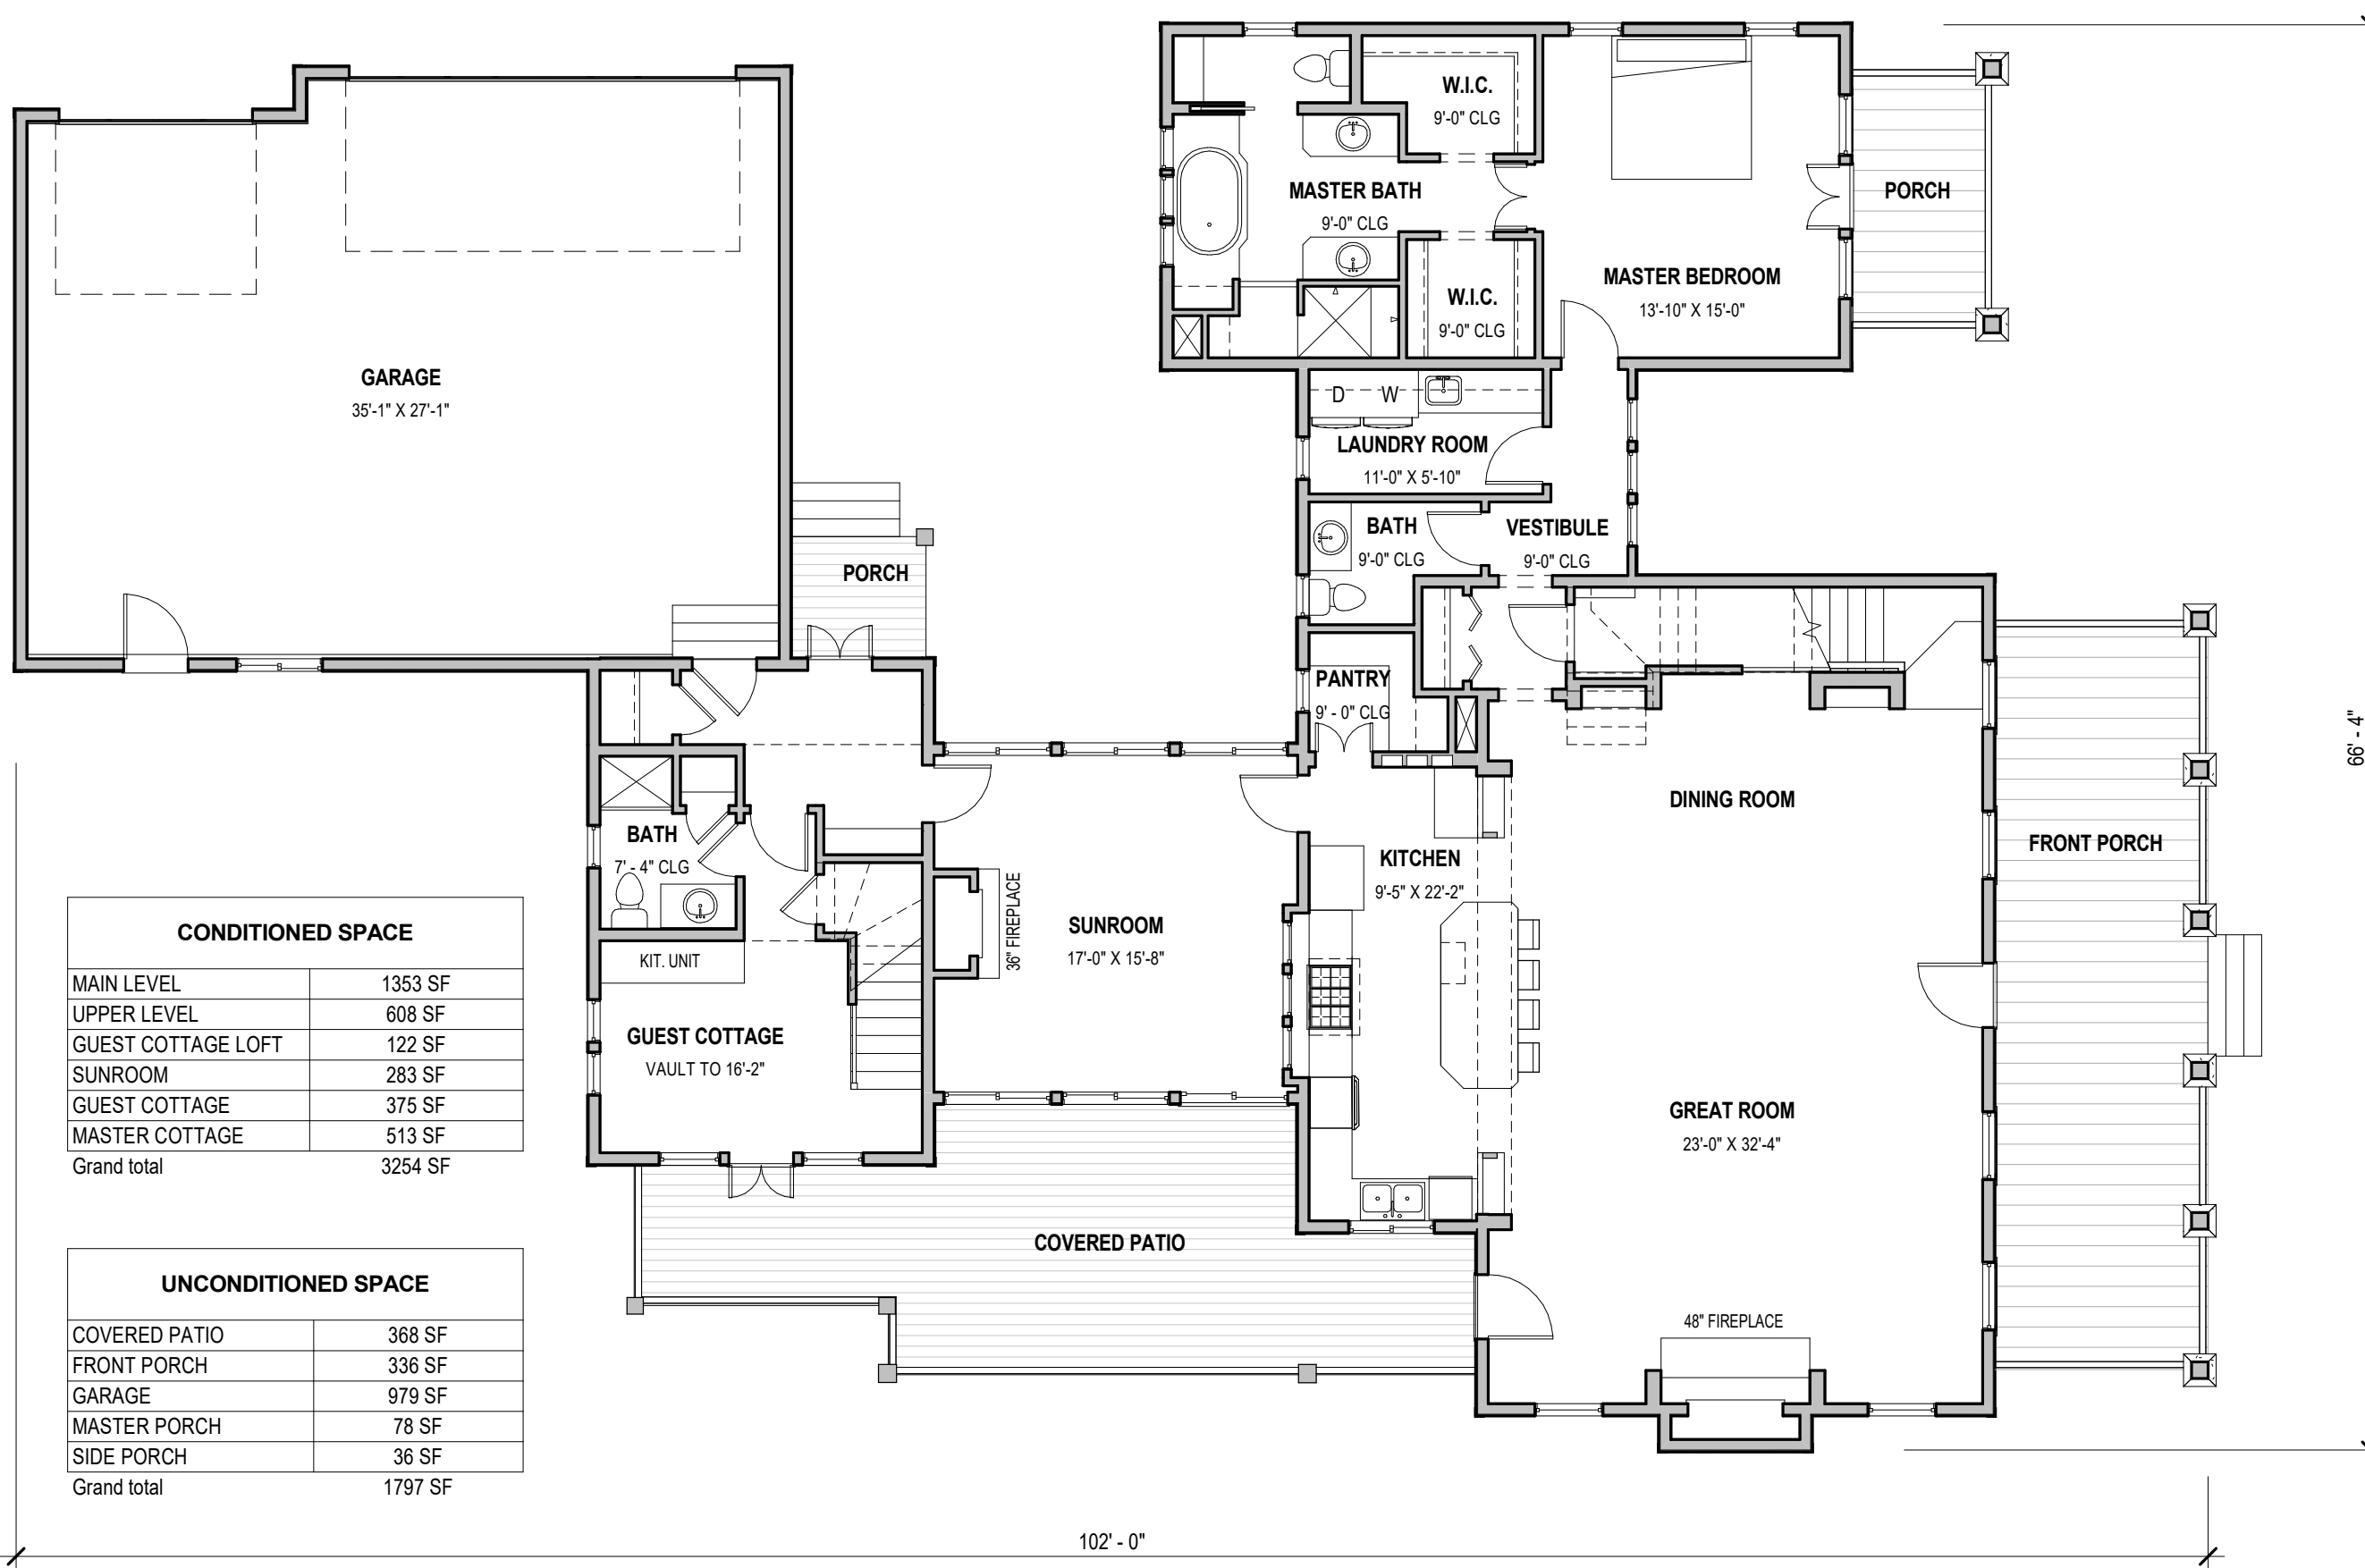 W.I.C.
9'-0" CLG
MASTER BATH
9'-0" CLG
PORCH
MASTER BEDROOM
13'-10" X 15'-0"
W.I.C.
9'-0" CLG
GARAGE
35'-1" X 27'-1"
D W
LAUNDRY ROOM
11'-0" X 5'-10"
BATH
9'-0" CLG
VESTIBULE
9'-0" CLG
PORCH
PANTRY
9' - 0" CLG
66' - 4"
DINING ROOM
BATH
7' - 4" CLG
FRONT PORCH
KITCHEN
9'-5" X 22'-2"
36" FIREPLACE
SUNROOM
17'-0" X 15'-8"
KIT. UNIT
GUEST COTTAGE
VAULT TO 16'-2"
GREAT ROOM
23'-0" X 32'-4"
COVERED PATIO
48" FIREPLACE
CONDITIONED SPACE
MAIN LEVEL 1353 SF
UPPER LEVEL 608 SF
GUEST COTTAGE LOFT 122 SF
SUNROOM 283 SF
GUEST COTTAGE 375 SF
MASTER COTTAGE 513 SF
Grand total 3254 SF
UNCONDITIONED SPACE
COVERED PATIO 368 SF
FRONT PORCH 336 SF
GARAGE 979 SF
MASTER PORCH 78 SF
SIDE PORCH 36 SF
Grand total 1797 SF
102' - 0"